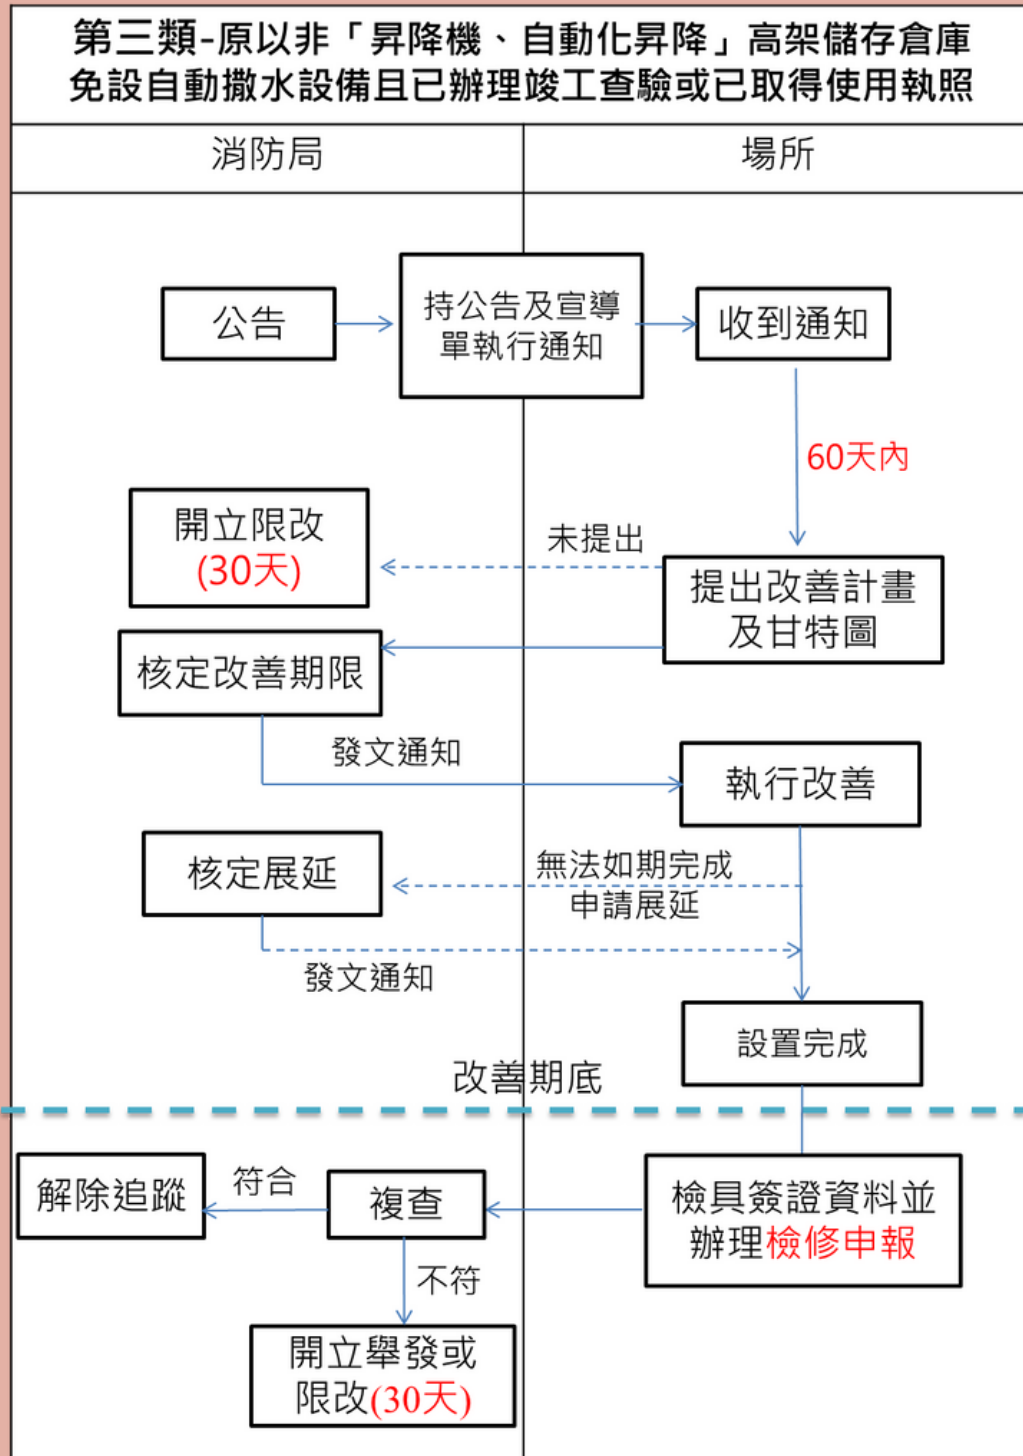 第三類-原以非「昇降機、自動化昇降」高架儲存倉庫
免設自動撒水設備且已辦理竣工查驗或已取得使用執照
消防局
場所
公告
持公告及宣導
單執行通知
收到通知
60天內
開立限改
(30天)
未提出
提出改善計畫
及甘特圖
核定改善期限
發文通知
執行改善
核定展延
無法如期完成
申請展延
發文通知
設置完成
改善期底
解除追蹤
符合
複查
檢具簽證資料並
辦理檢修申報
不符
開立舉發或
限改(30天)